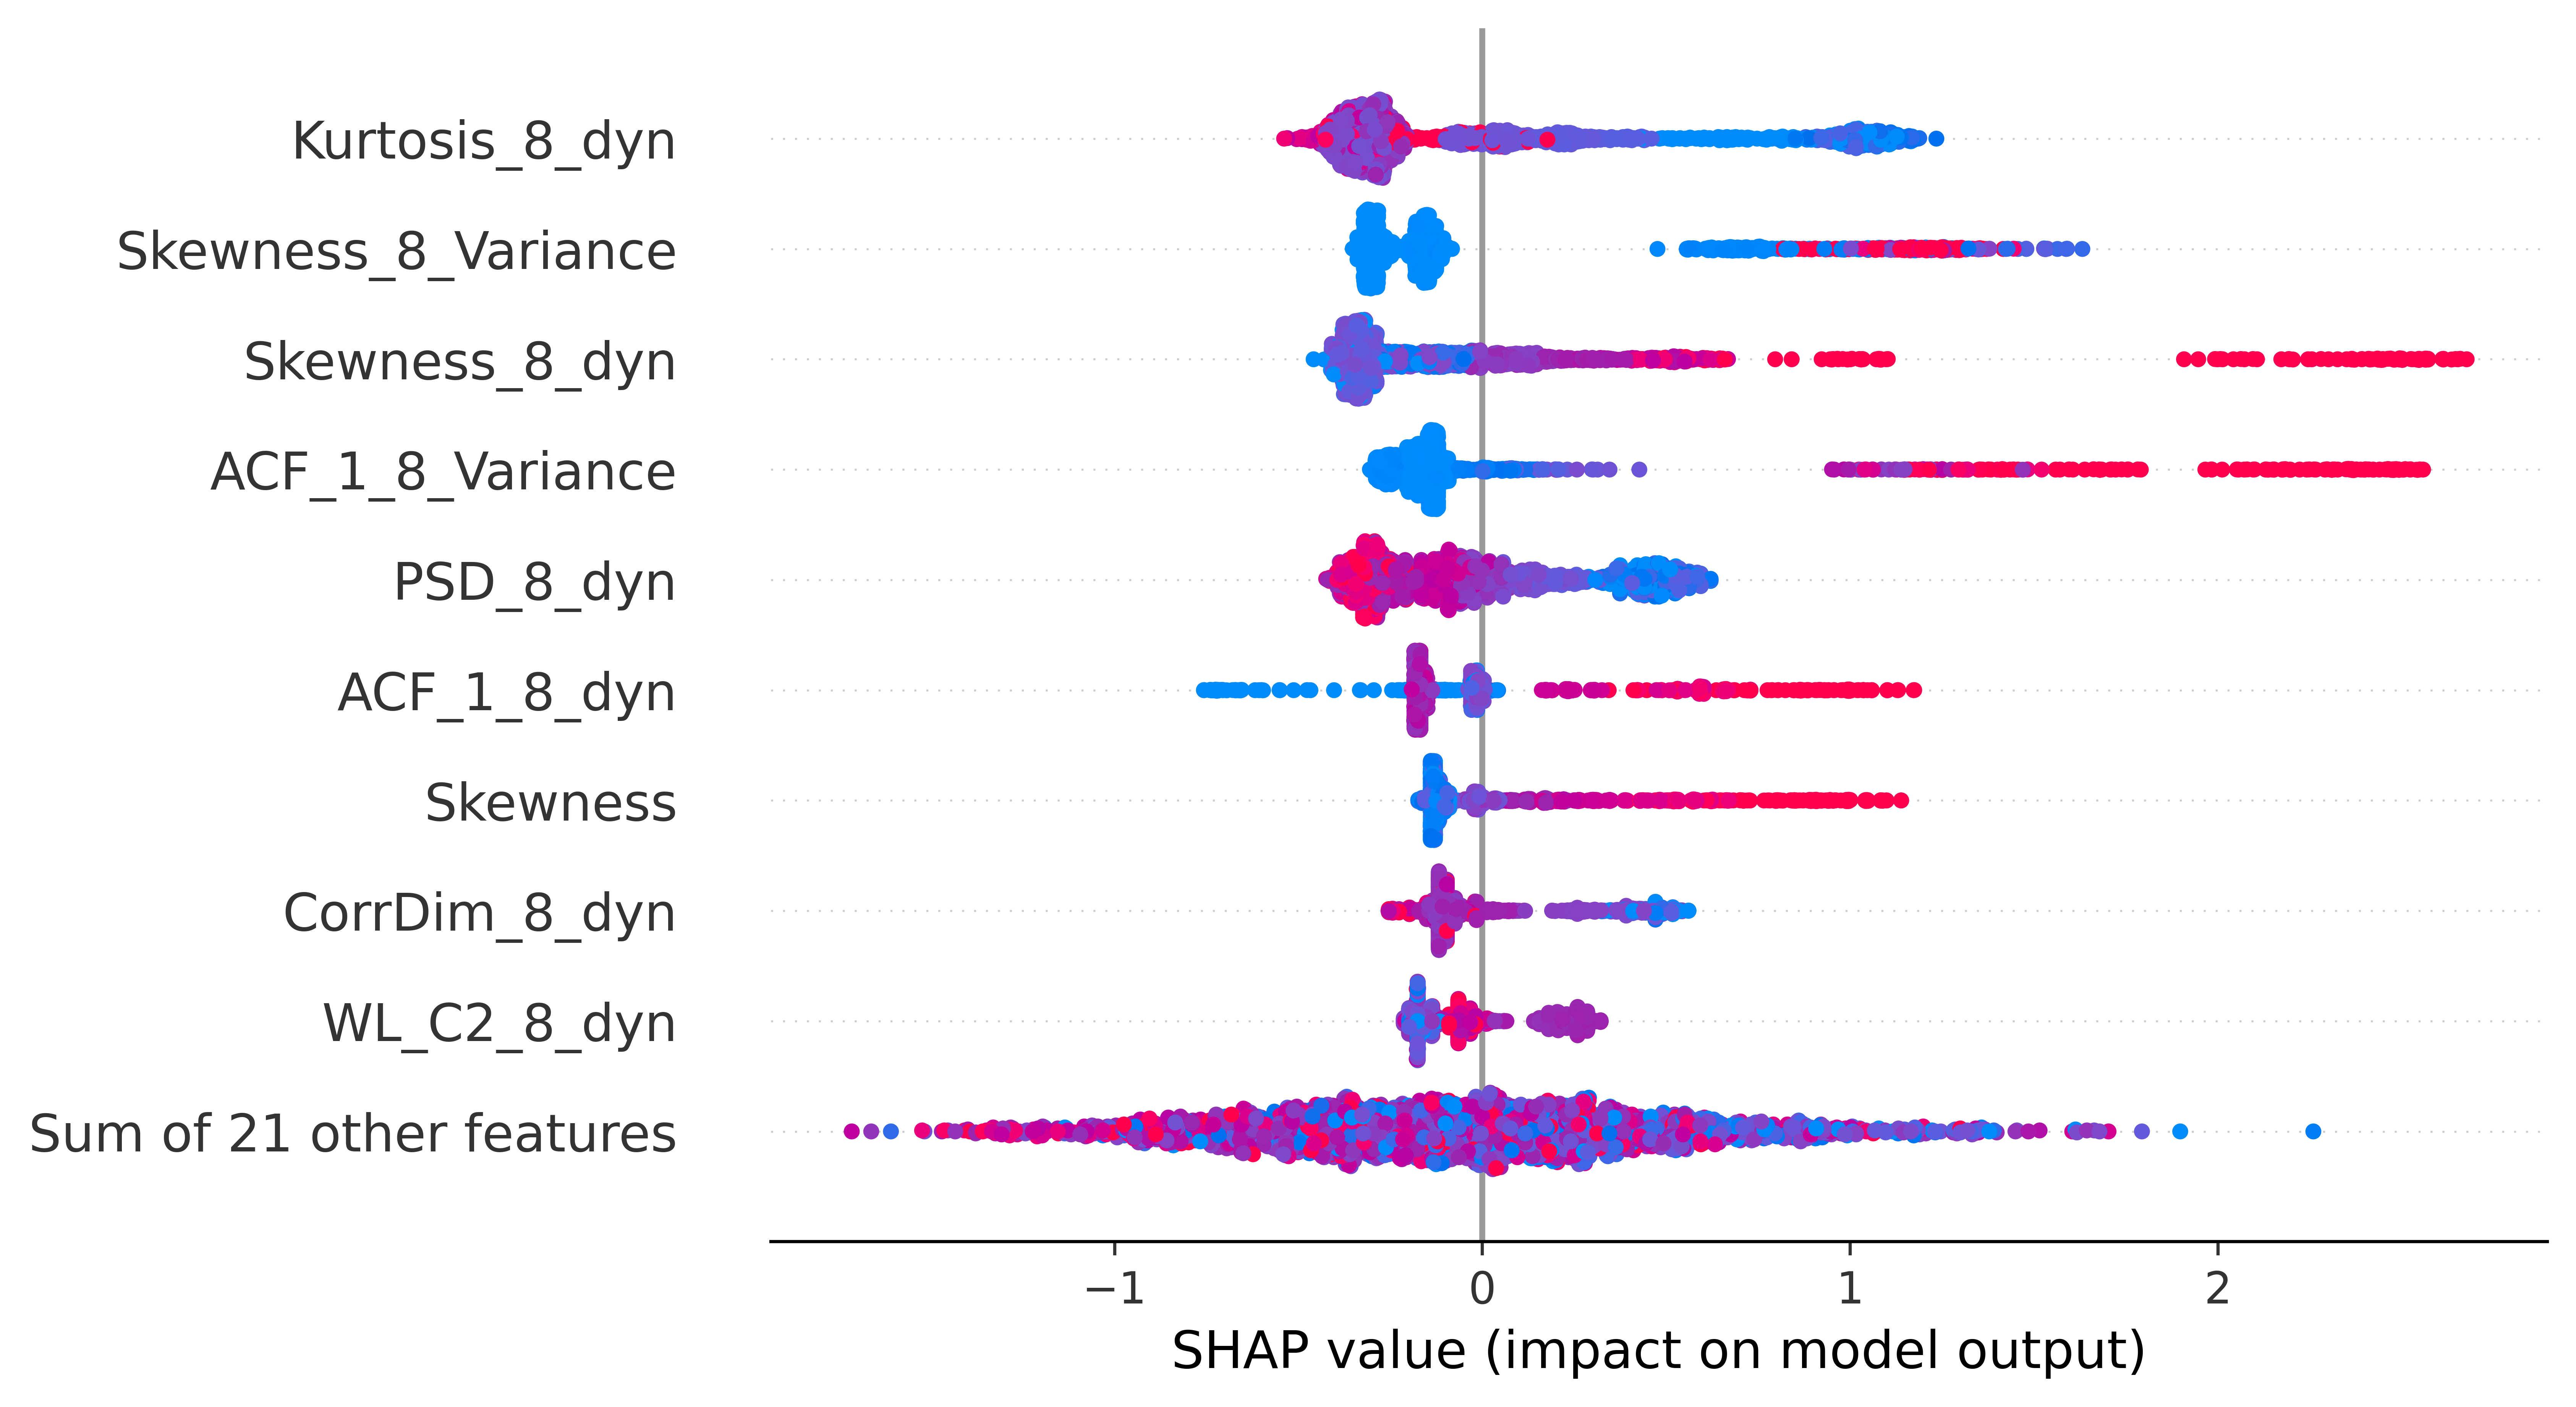 Kurtosis_8_dyn
Skewness_8_Variance
Skewness_8_dyn
ACF_1_8_Variance
PSD_8_dyn
ACF_1_8_dyn
Skewness
CorrDim_8_dyn
WL_C2_8_dyn
Sum of 21 other features
−1 0 1 2
SHAP value (impact on model output)